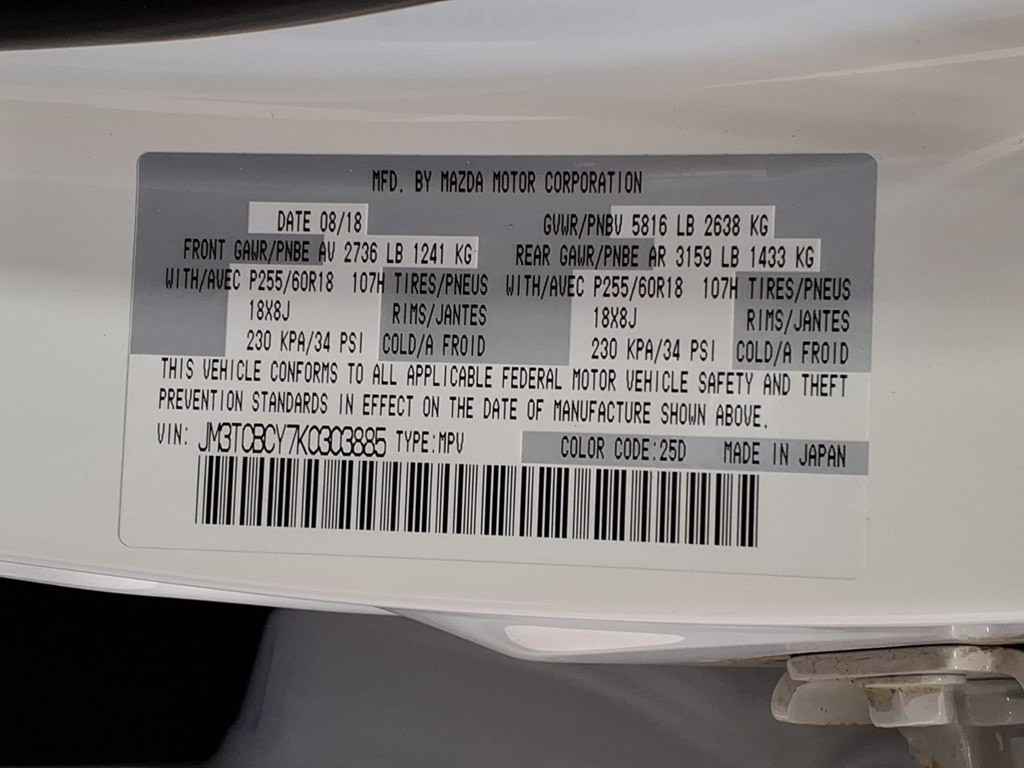 MFD. BY MAZDA MOTOR CORPORATION
DATE 08/18 GVWR/PNBV 5816 LB 2638 KG
FRONT GAWR/PNBE AV 2736 LB 1241 KG REAR GAWR/PNBE AR 3159 LB 1433 KG
WITH/AVEC P255/60R18 107H TIRES/PNEUS WITH/AVEC P255/60R18 107H TIRES/PNEUS
18X8J RIMS/JANTES 18X8J RIMS/JANTES
230 KPA/34 PSI COLD/A FROID 230 KPA/34 PSI COLD/A FROID
THIS VEHICLE CONFORMS TO ALL APPLICABLE FEDERAL MOTOR VEHICLE SAFETY AND THEFT
PREVENTION STANDARDS IN EFFECT ON THE DATE OF MANUFACTURE SHOWN ABOVE.
VIN: JM3TCBCY7K0303885 TYPE:MPV COLOR CODE:25D MADE IN JAPAN